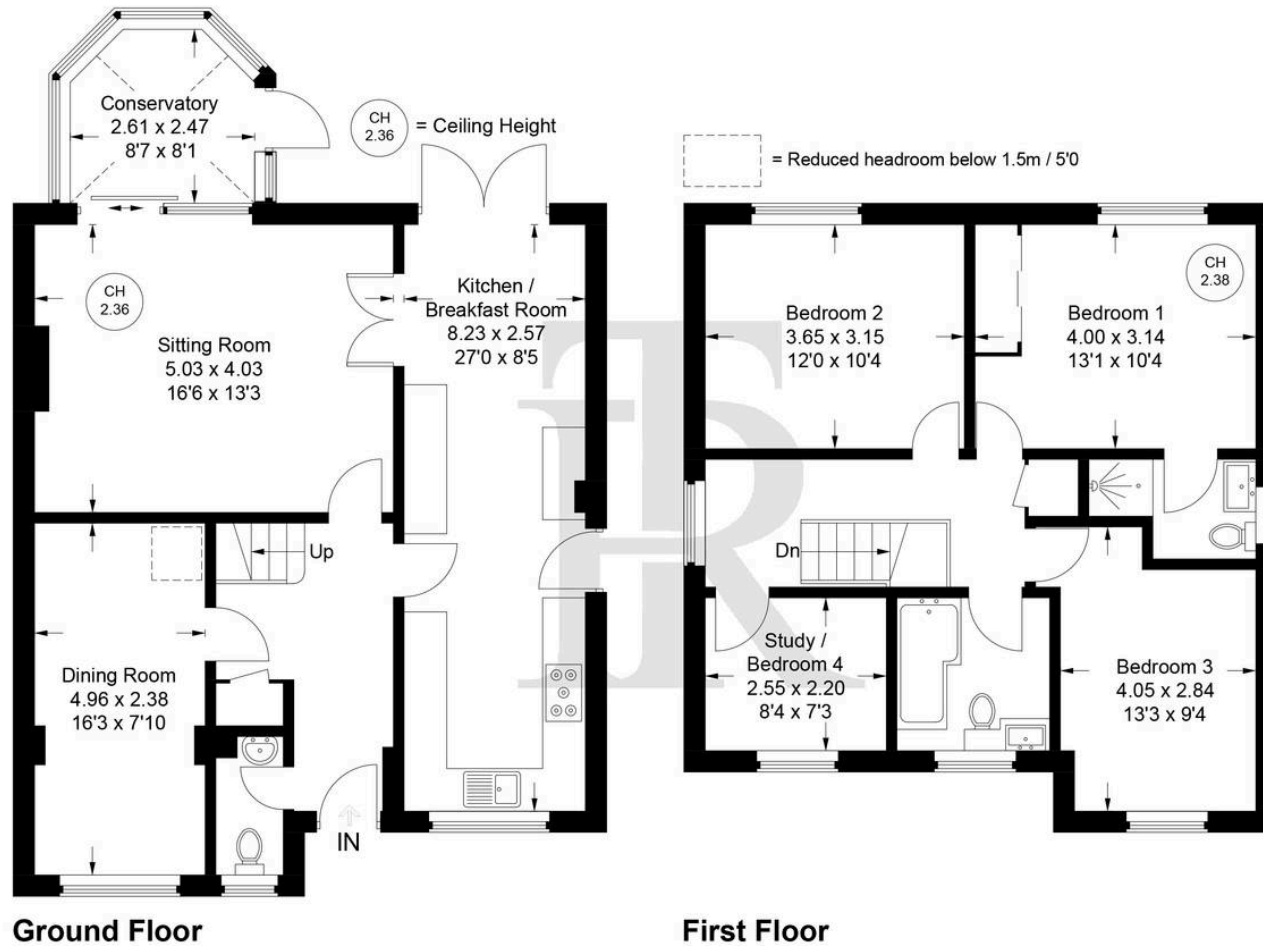 Conservatory
2.61 x 2.47
8'7 x 8'1
CH
2.36
= Ceiling Height
= Reduced headroom below 1.5m / 5'0
CH
2.36
Sitting Room
5.03 x 4.03
16'6 x 13'3
Kitchen /
Breakfast Room
8.23 x 2.57
27'0 x 8'5
Up
Dining Room
4.96 x 2.38
16'3 x 7'10
IN
Ground Floor
Bedroom 2
3.65 x 3.15
12'0 x 10'4
CH
2.38
Bedroom 1
4.00 x 3.14
13'1 x 10'4
Dn
Study /
Bedroom 4
2.55 x 2.20
8'4 x 7'3
Bedroom 3
4.05 x 2.84
13'3 x 9'4
First Floor
TR